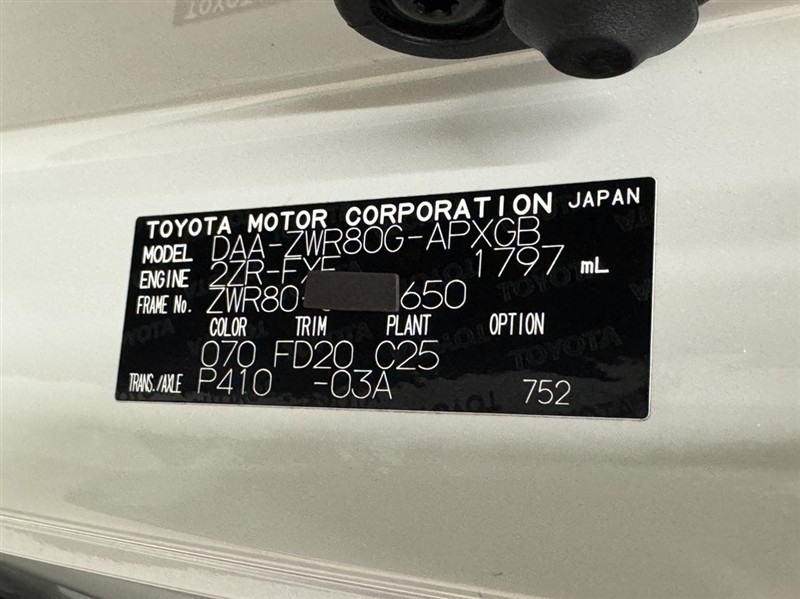 TOYOTA
TOYOTA MOTOR CORPORATION JAPAN
MODEL DAA-ZWR80G-APXGB
ENGINE 2ZR-FXE 1797 mL
FRAME No. ZWR80- 650
COLOR TRIM PLANT OPTION
070 FD20 C25
TRANS./AXLE P410 -03A 752